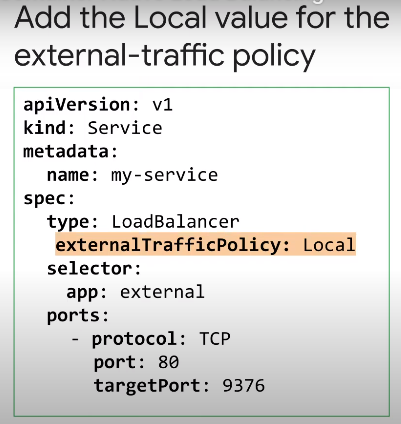 Add the Local value for the
external-traffic policy
apiVersion: v1
kind: Service
metadata:
  name: my-service
spec:
  type: LoadBalancer
   externalTrafficPolicy: Local
  selector:
    app: external
  ports:
    - protocol: TCP
      port: 80
      targetPort: 9376